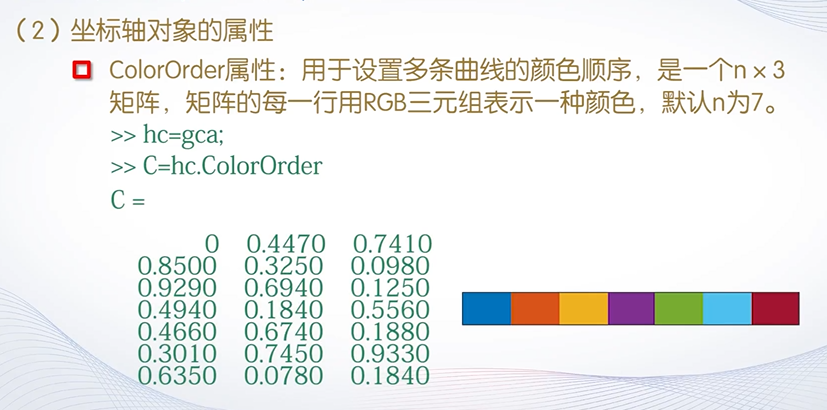 （2）坐标轴对象的属性
ColorOrder属性：用于设置多条曲线的颜色顺序，是一个n×3
矩阵，矩阵的每一行用RGB三元组表示一种颜色，默认n为7。
>> hc=gca;
>> C=hc.ColorOrder
C =
0 0.4470 0.7410
0.8500 0.3250 0.0980
0.9290 0.6940 0.1250
0.4940 0.1840 0.5560
0.4660 0.6740 0.1880
0.3010 0.7450 0.9330
0.6350 0.0780 0.1840